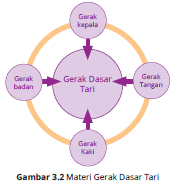 Gerak
kepala
Gerak
badan
Gerak Dasar
Tari
Gerak
Tangan
Gerak
Kaki
Gambar 3.2 Materi Gerak Dasar Tari